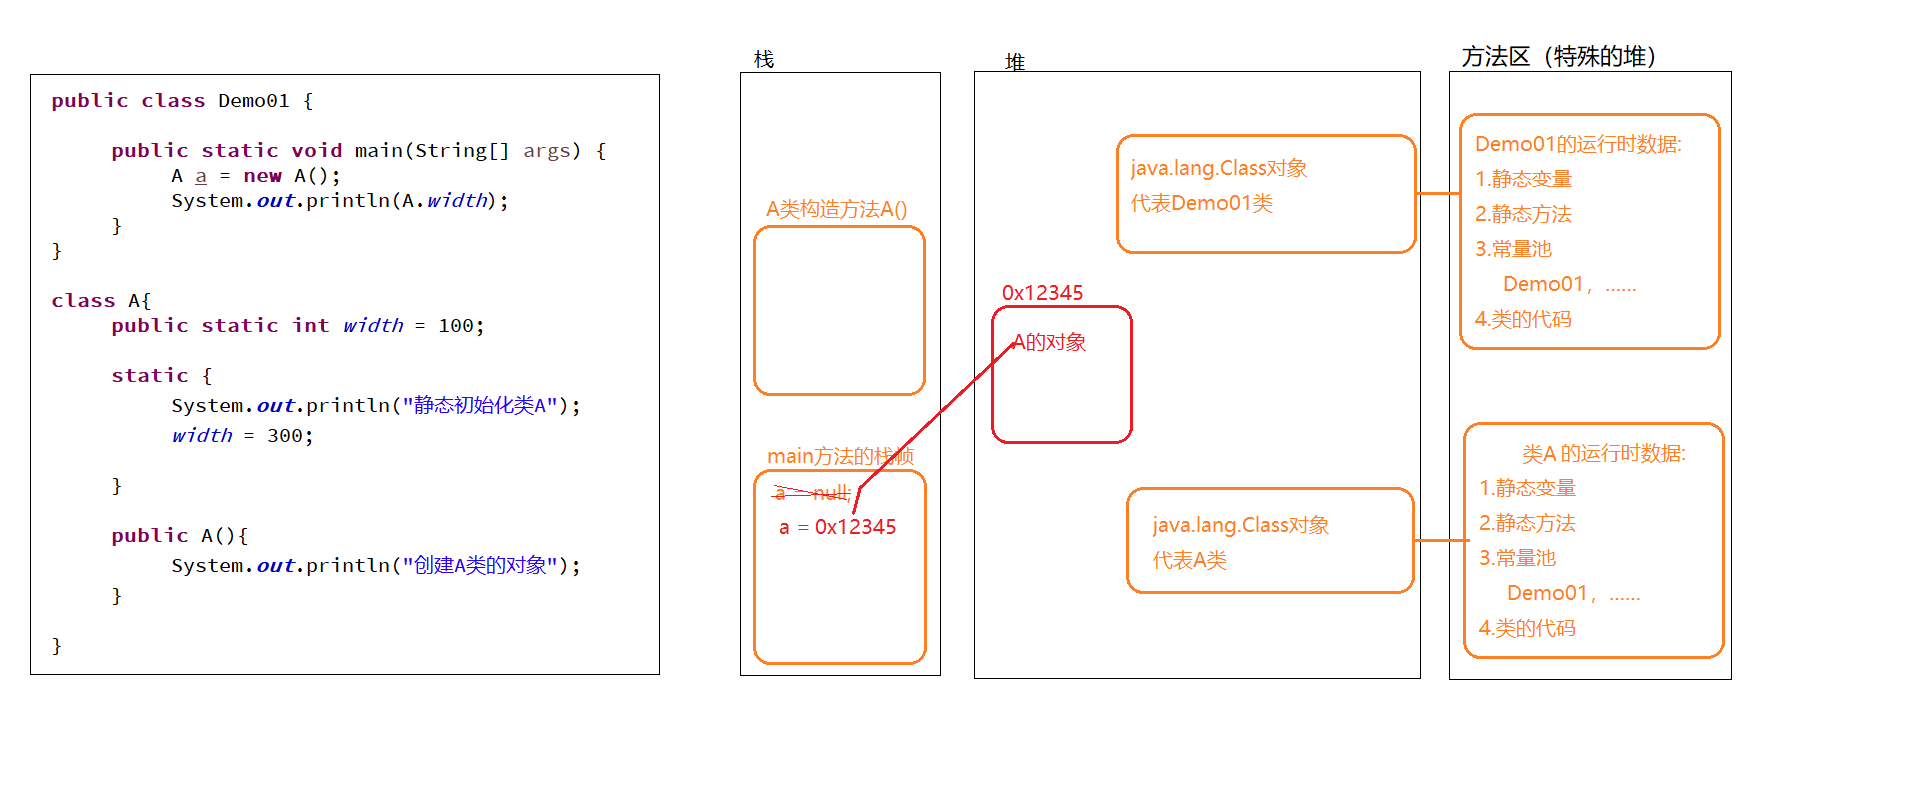 public class Demo01 {
public static void main(String[] args) {
A a = new A();
System.out.println(A.width);
}
}
class A{
public static int width = 100;
static {
System.out.println("静态初始化类A");
width = 300;
}
public A(){
System.out.println("创建A类的对象");
}
}
栈
A类构造方法A()
main方法的栈帧
a = null;
a = 0x12345
堆
java.lang.Class对象
代表Demo01类
0x12345
A的对象
java.lang.Class对象
代表A类
方法区（特殊的堆）
Demo01的运行时数据:
1.静态变量
2.静态方法
3.常量池
Demo01，......
4.类的代码
类A 的运行时数据:
1.静态变量
2.静态方法
3.常量池
Demo01，......
4.类的代码